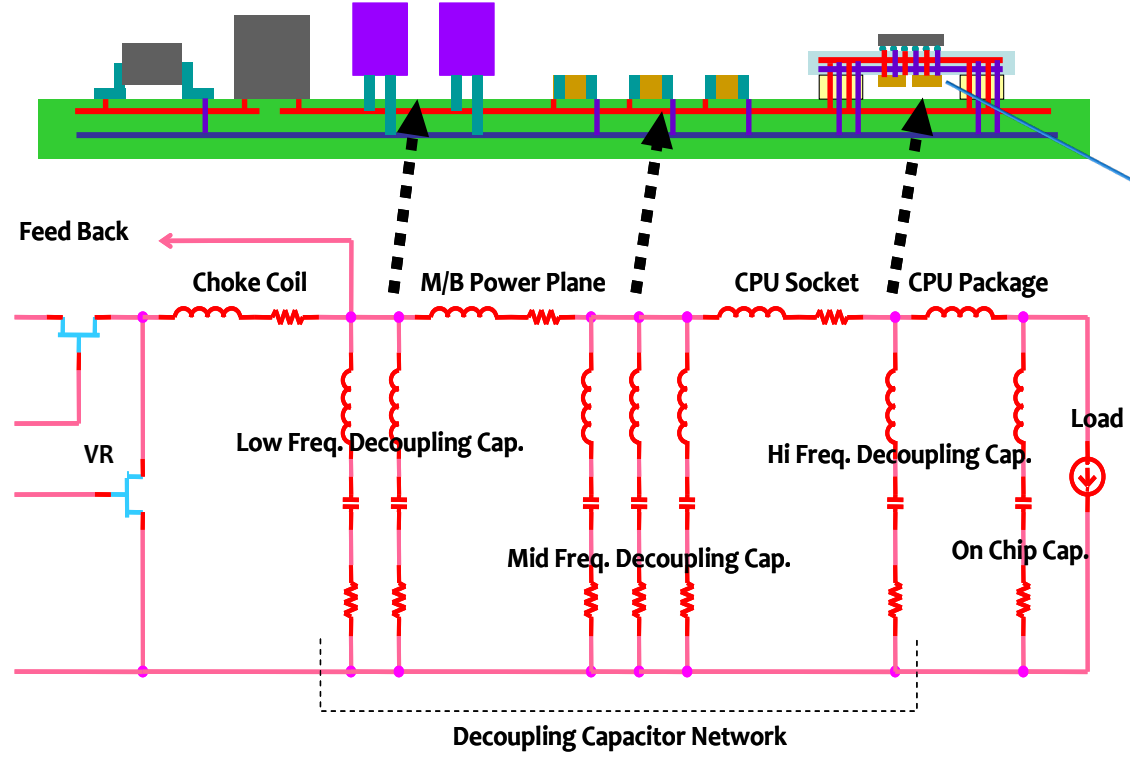 Feed Back
Choke Coil
M/B Power Plane
CPU Socket
CPU Package
Load
VR
Low Freq. Decoupling Cap.
Hi Freq. Decoupling Cap.
Mid Freq. Decoupling Cap.
On Chip Cap.
Decoupling Capacitor Network